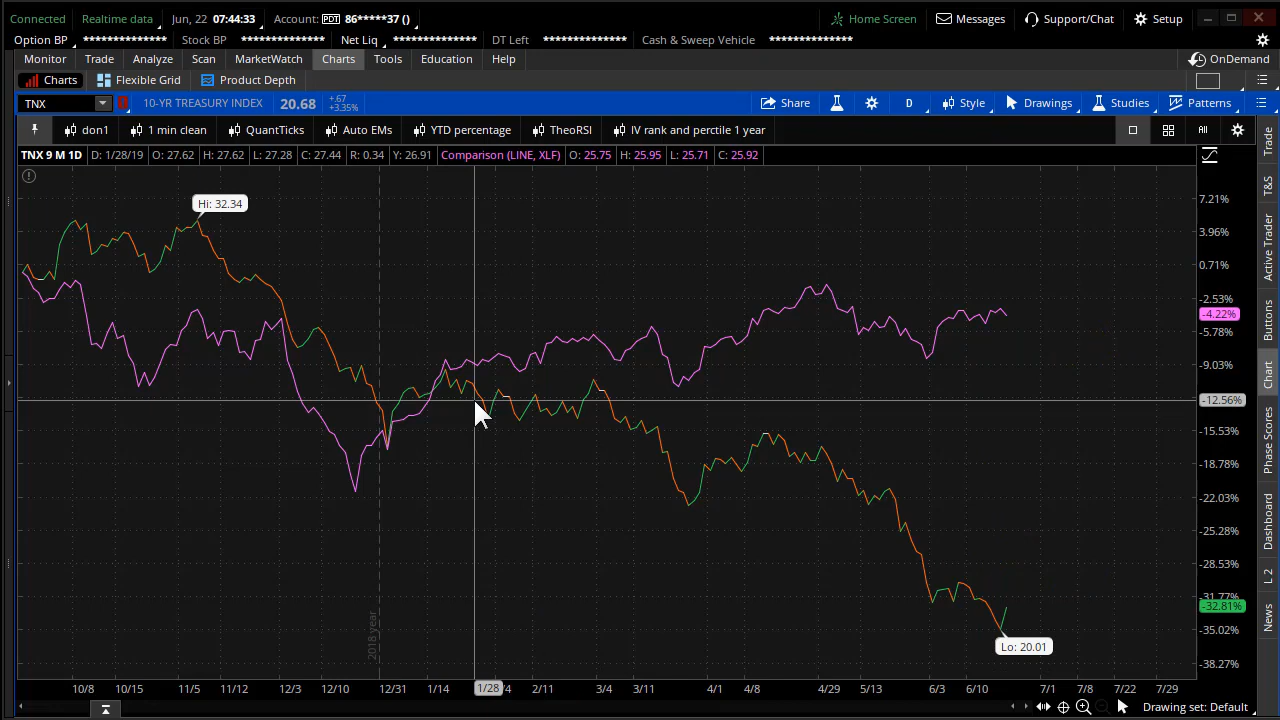 Connected Realtime data Jun, 22 07:44:33 Account: PDT 86*****37 () Home Screen Messages Support/Chat Setup
Option BP ************** Stock BP ************** Net Liq ************** DT Left ************** Cash & Sweep Vehicle **************
Monitor Trade Analyze Scan MarketWatch Charts Tools Education Help OnDemand
Charts Flexible Grid Product Depth
TNX 10-YR TREASURY INDEX 20.68 +.67 +3.35% Share D Style Drawings Studies Patterns
don1 1 min clean QuantTicks Auto EMs YTD percentage TheoRSI IV rank and perctile 1 year All
TNX 9 M 1D D: 1/28/19 O: 27.62 H: 27.62 L: 27.28 C: 27.44 R: 0.34 Y: 26.91 Comparison (LINE, XLF) O: 25.75 H: 25.95 L: 25.71 C: 25.92
Hi: 32.34
7.21%
3.96%
0.71%
-2.53%
-4.22%
-5.78%
-9.03%
-12.56%
-15.53%
-18.78%
-22.03%
-25.28%
-28.53%
-31.77%
-32.81%
-35.02%
-38.27%
Lo: 20.01
2018 year
10/8 10/15 11/5 11/12 12/3 12/10 12/31 1/14 1/28 /4 2/11 3/4 3/11 4/1 4/8 4/29 5/13 6/3 6/10 7/1 7/8 7/22 7/29
Drawing set: Default
Trade
T&S
Active Trader
Buttons
Chart
Phase Scores
Dashboard
L 2
News